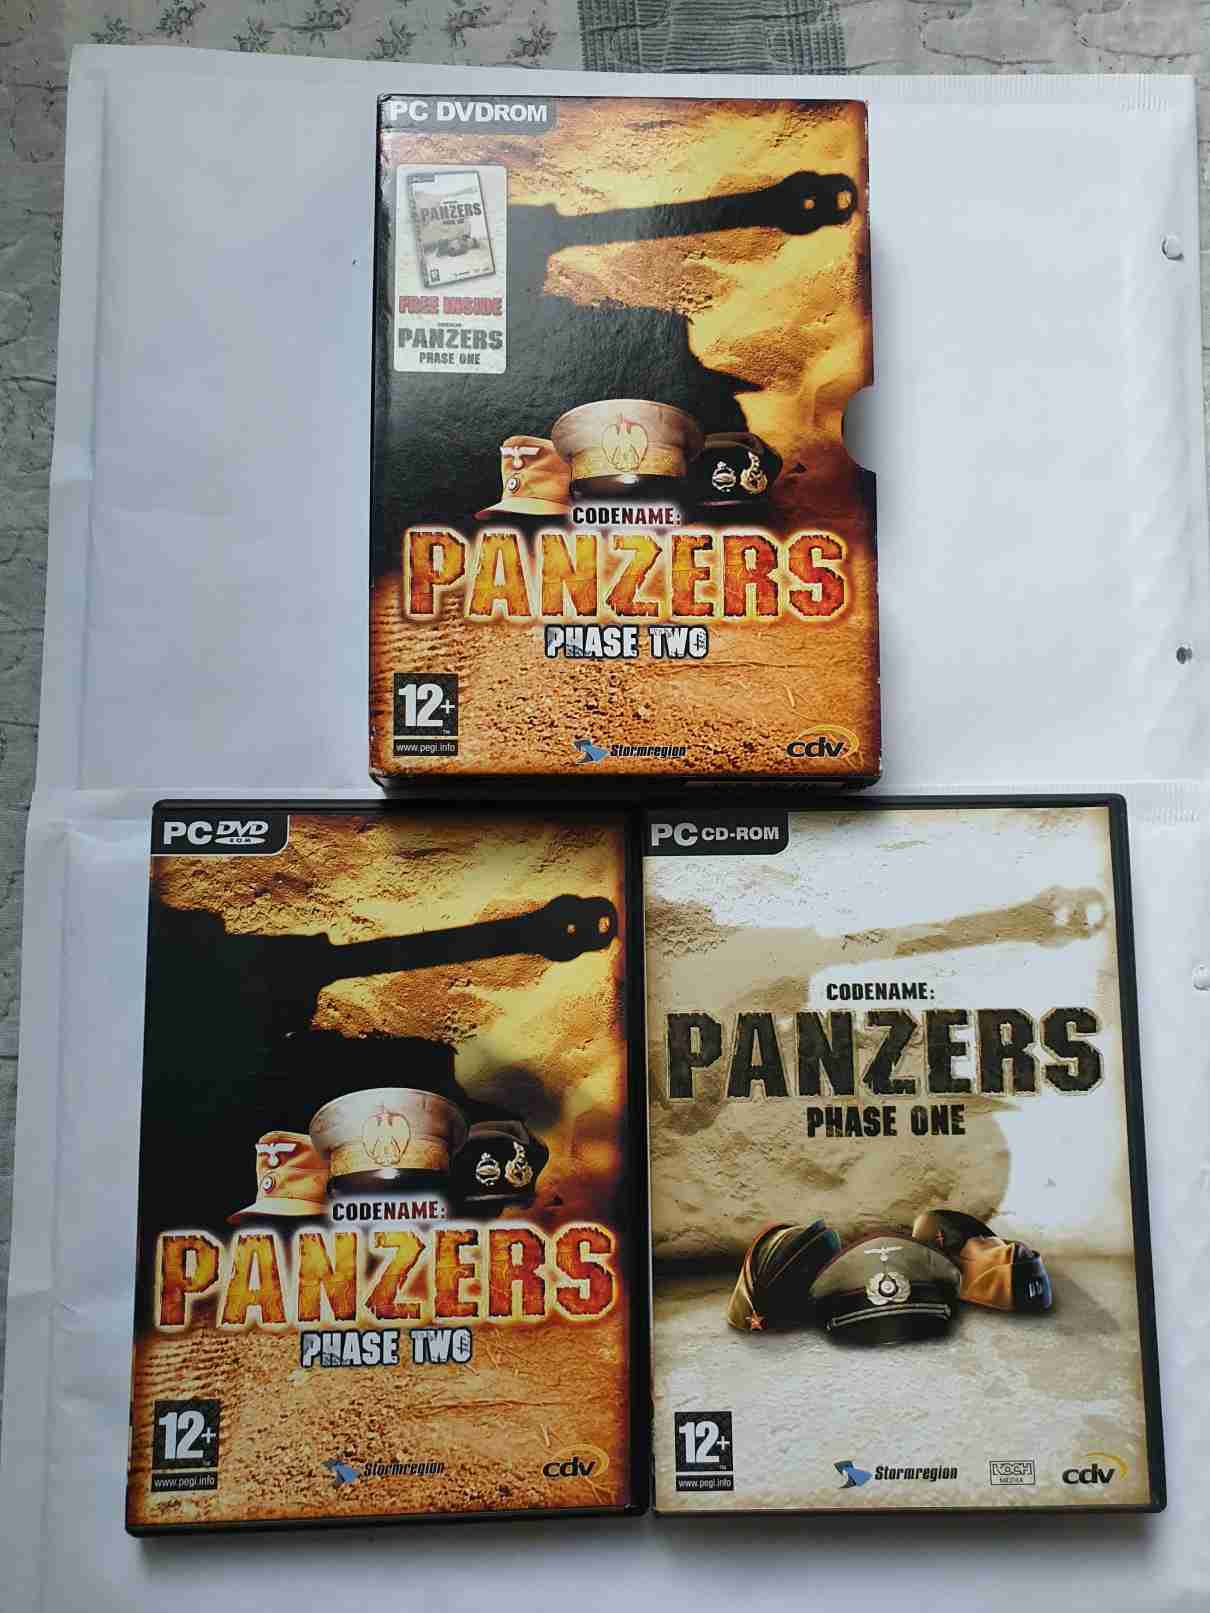 PC DVDROM
PANZERS
FREE INSIDE
PANZERS
PHASE ONE
CODENAME:
PANZERS
PHASE TWO
12+
www.pegi.info
Stormregion
cdv
PC DVD
ROM
CODENAME:
PANZERS
PHASE TWO
12+
www.pegi.info
Stormregion
cdv
PC CD-ROM
CODENAME:
PANZERS
PHASE ONE
12+
www.pegi.info
Stormregion
KOCH
MEDIA
cdv